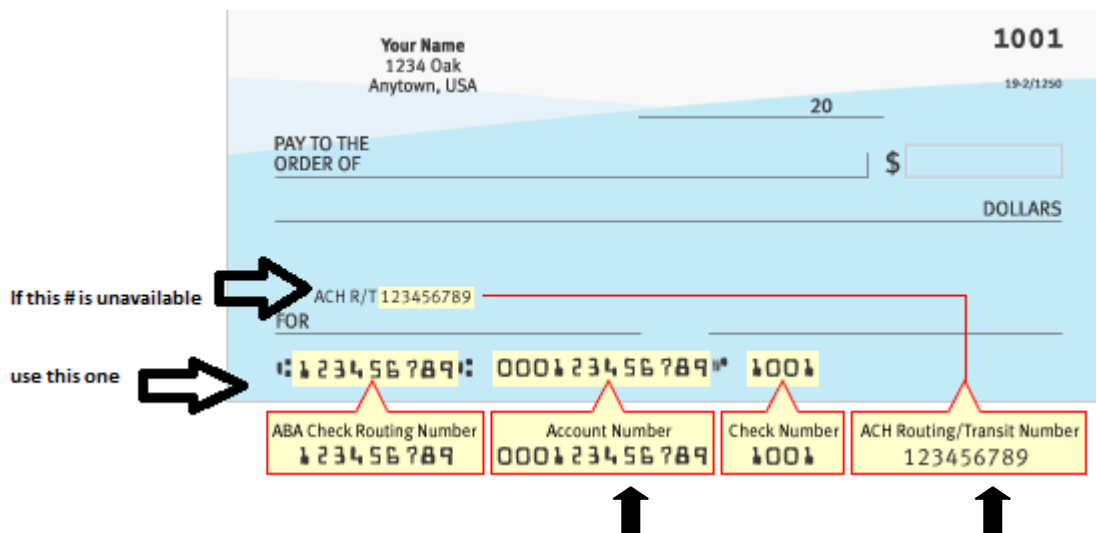 Your Name
1234 Oak
Anytown, USA
1001
19-2/1250
20
PAY TO THE
ORDER OF
$
DOLLARS
If this # is unavailable
ACH R/T 123456789
FOR
use this one
⑆123456789⑆ 000123456789⑈ 1001
ABA Check Routing Number
123456789
Account Number
000123456789
Check Number
1001
ACH Routing/Transit Number
123456789